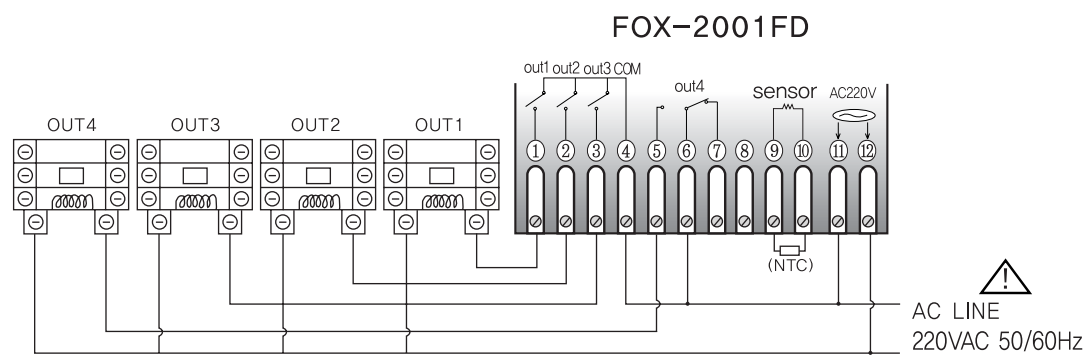 FOX-2001FD
out1 out2 out3 COM
out4
sensor
AC220V
OUT4
OUT3
OUT2
OUT1
① ② ③ ④ ⑤ ⑥ ⑦ ⑧ ⑨ ⑩ ⑪ ⑫
(NTC)
!
AC LINE
220VAC 50/60Hz